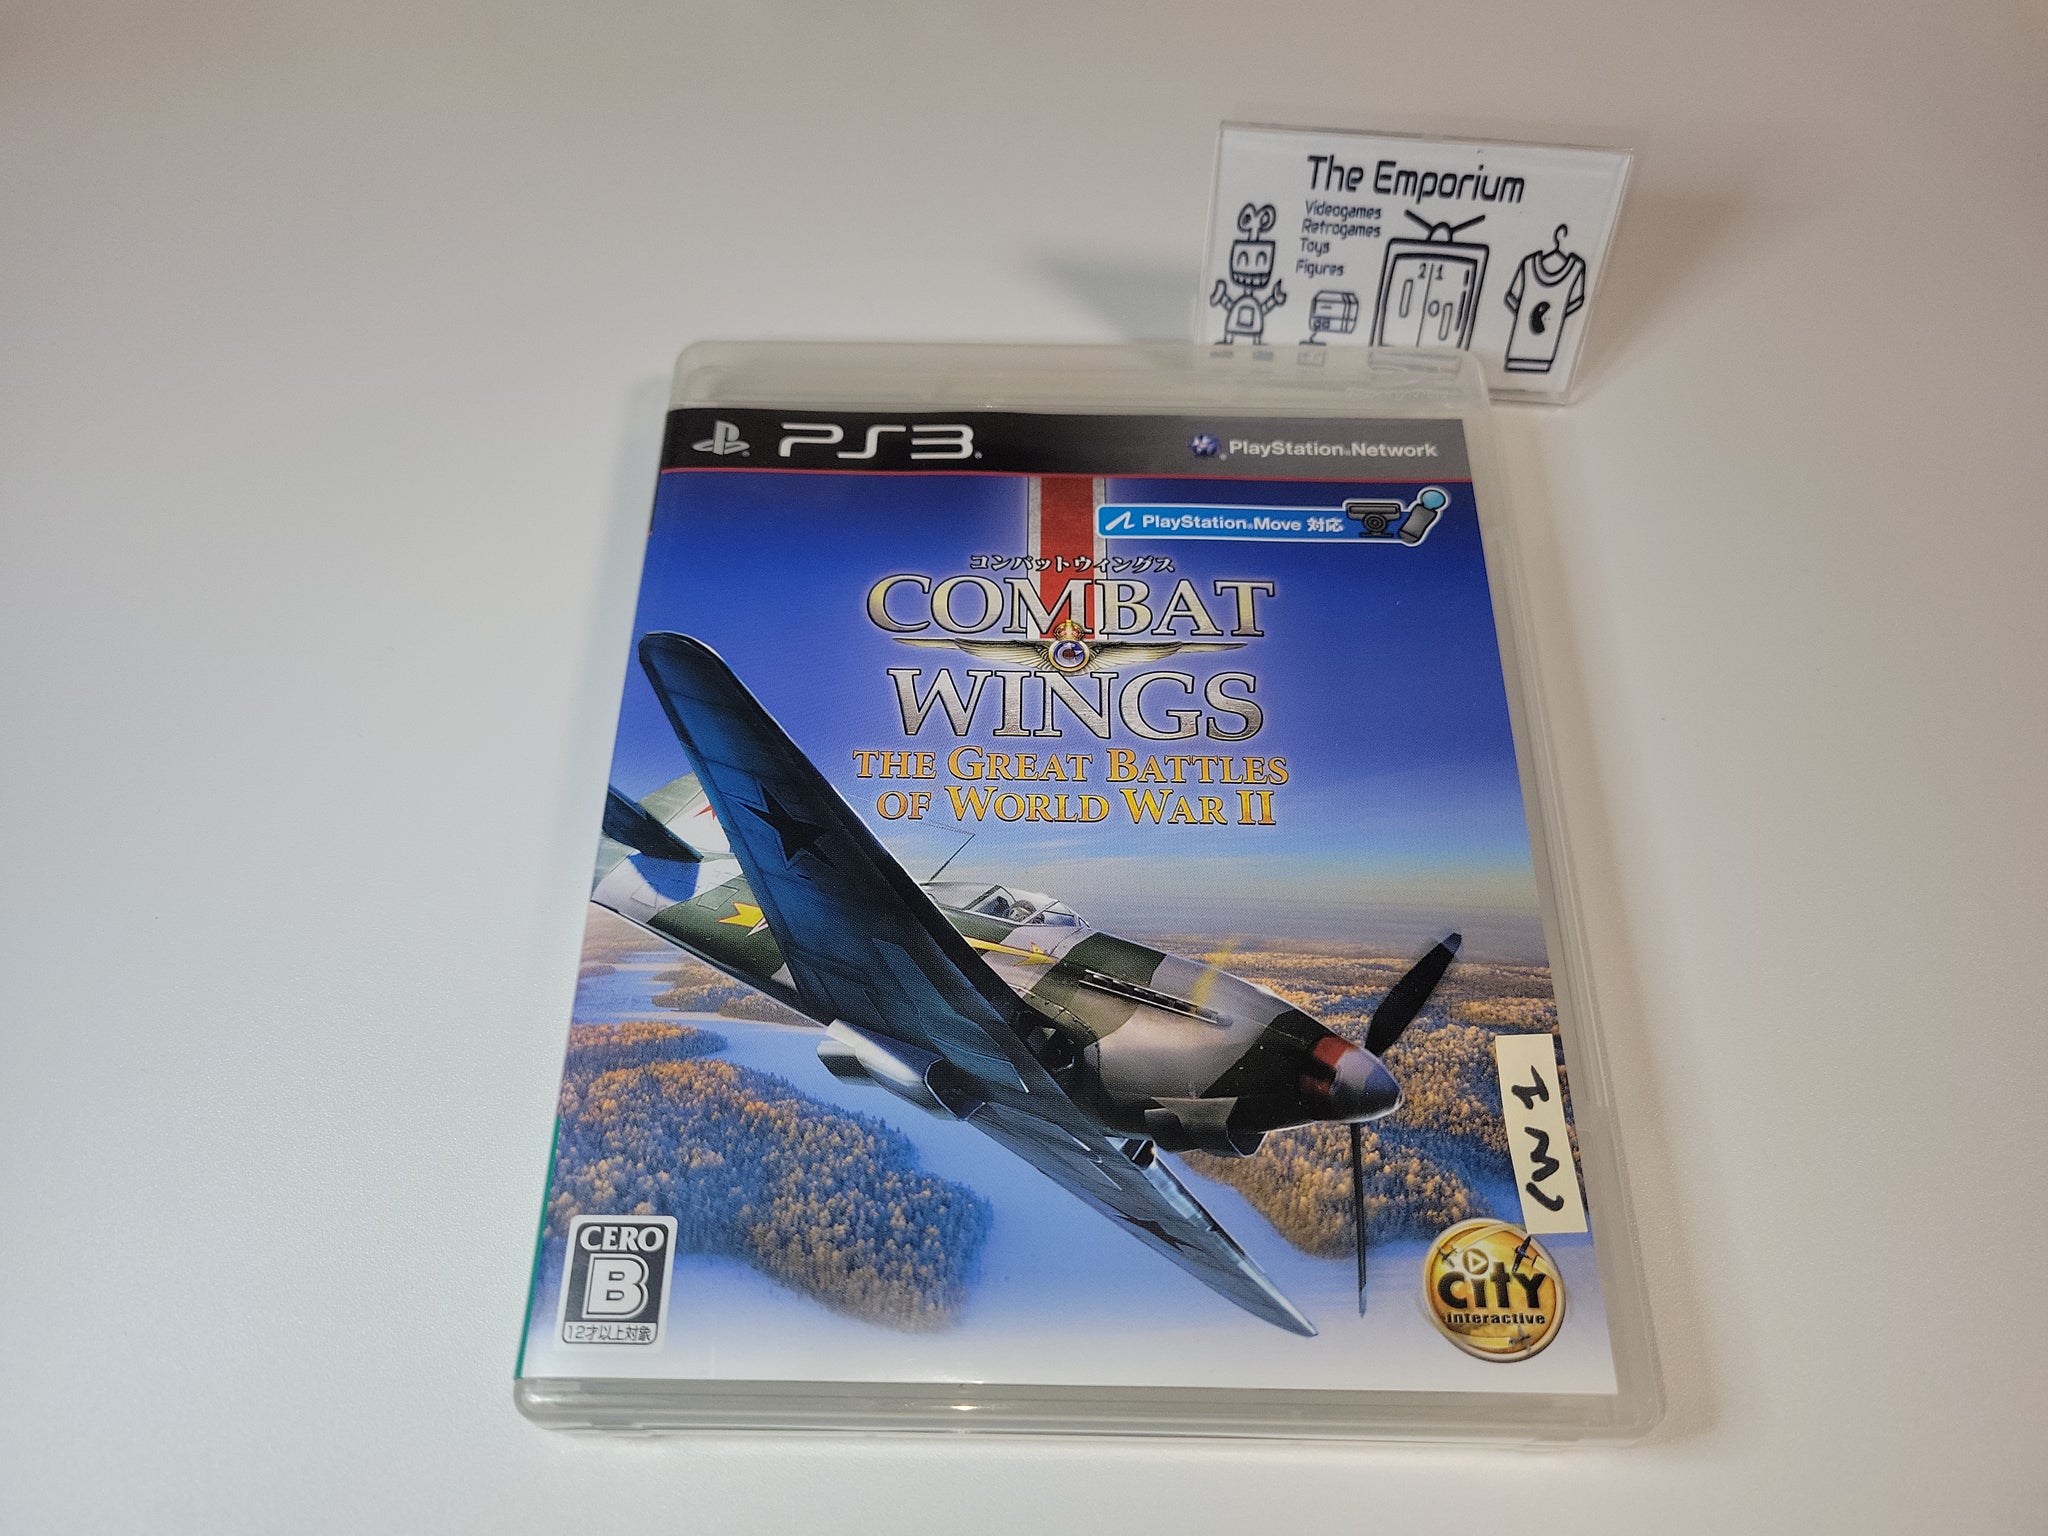 The Emporium
Videogames
Retrogames
Toys
Figures
21
PS3
PlayStation®Network
PlayStation®Move 対応
コンバットウィングス
COMBAT
WINGS
THE GREAT BATTLES
OF WORLD WAR II
CERO
B
12才以上対象
city
interactive